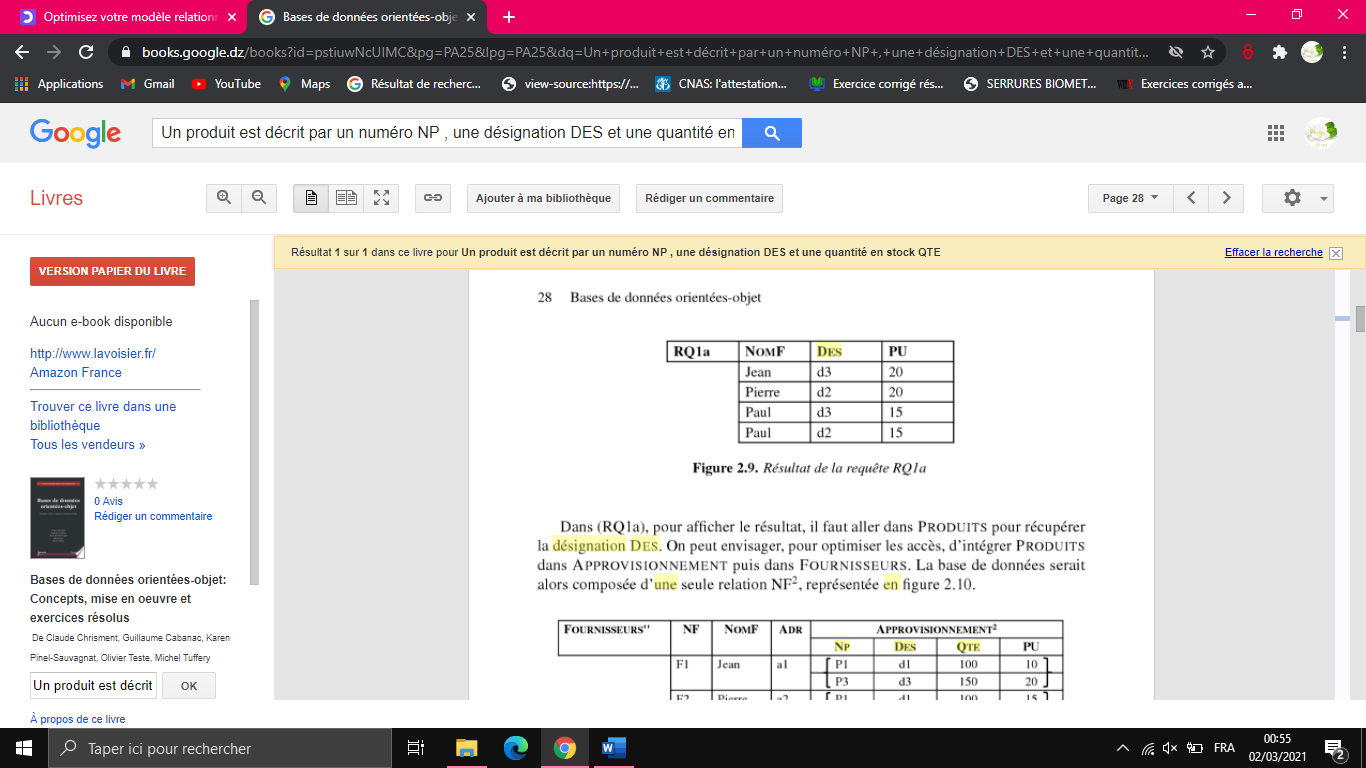 Optimisez votre modèle relationn
Bases de données orientées-obje
books.google.dz/books?id=pstiuwNcUIMC&pg=PA25&lpg=PA25&dq=Un+produit+est+décrit+par+un+numéro+NP+,+une+désignation+DES+et+une+quantit...
Applications
Gmail
YouTube
Maps
Résultat de recherc...
view-source:https://...
CNAS: l'attestation...
Exercice corrigé rés...
SERRURES BIOMET...
Exercices corrigés a...
Google
Un produit est décrit par un numéro NP , une désignation DES et une quantité en
Livres
Ajouter à ma bibliothèque
Rédiger un commentaire
Page 28
Résultat 1 sur 1 dans ce livre pour Un produit est décrit par un numéro NP , une désignation DES et une quantité en stock QTE
Effacer la recherche
VERSION PAPIER DU LIVRE
Aucun e-book disponible
http://www.lavoisier.fr/
Amazon France
Trouver ce livre dans une
bibliothèque
Tous les vendeurs »
Bases de données
orientées-objet
0 Avis
Rédiger un commentaire
Bases de données orientées-objet:
Concepts, mise en oeuvre et
exercices résolus
De Claude Chrisment, Guillaume Cabanac, Karen
Pinel-Sauvagnat, Olivier Teste, Michel Tuffery
Un produit est décrit
OK
À propos de ce livre
28 Bases de données orientées-objet
RQ1a NOMF DES PU
Jean d3 20
Pierre d2 20
Paul d3 15
Paul d2 15
Figure 2.9. Résultat de la requête RQ1a
Dans (RQ1a), pour afficher le résultat, il faut aller dans PRODUITS pour récupérer
la désignation DES. On peut envisager, pour optimiser les accès, d'intégrer PRODUITS
dans APPROVISIONNEMENT puis dans FOURNISSEURS. La base de données serait
alors composée d'une seule relation NF², représentée en figure 2.10.
FOURNISSEURS" NF NOMF ADR APPROVISIONNEMENT²
NP DES QTE PU
F1 Jean a1 P1 d1 100 10
P3 d3 150 20
F2 Pierre a2 P1 d1 100 15
Taper ici pour rechercher
FRA
00:55
02/03/2021
2